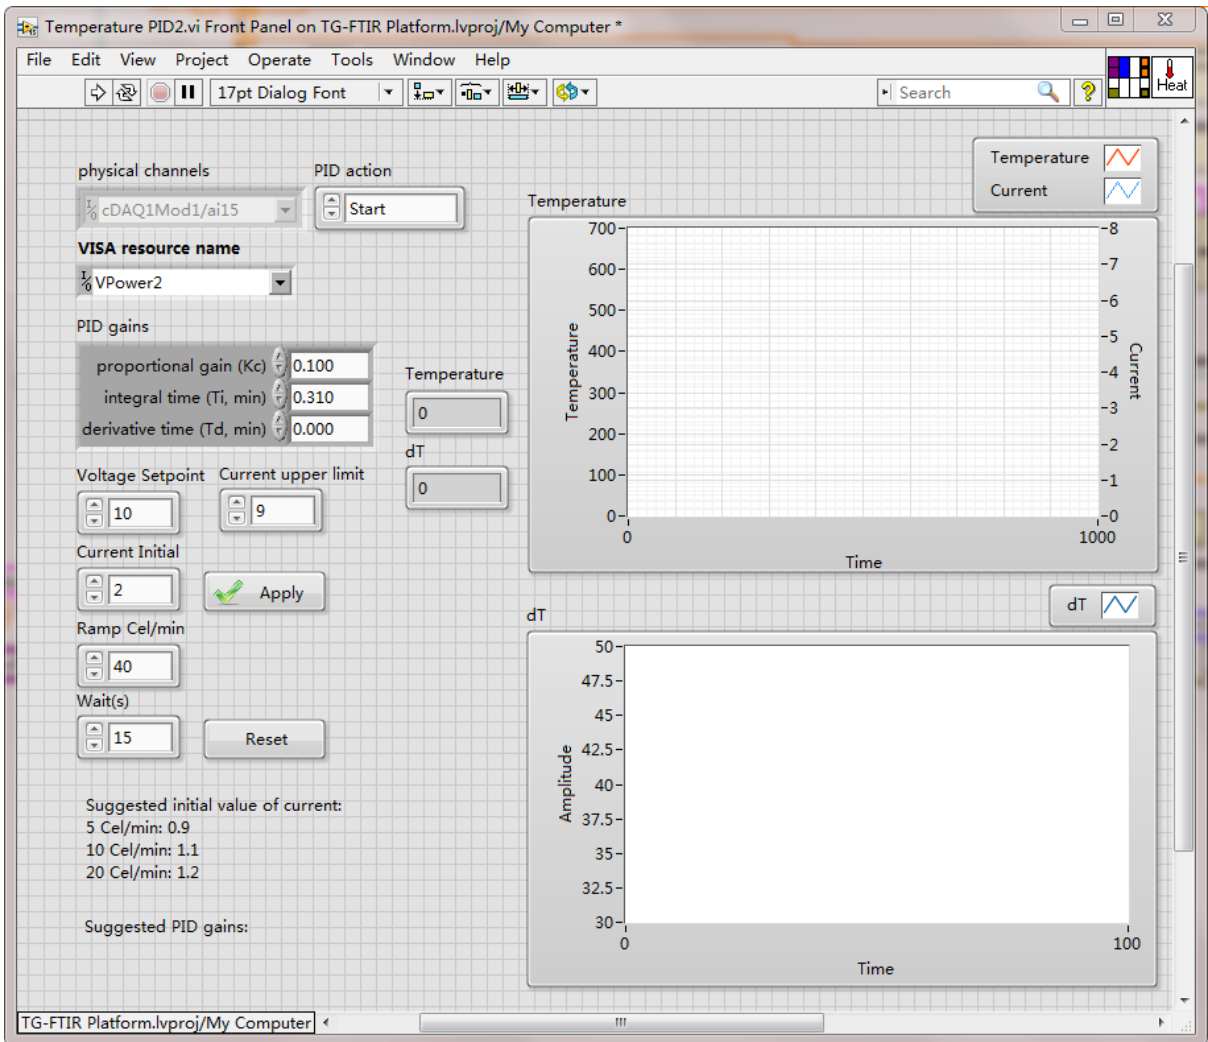 Temperature PID2.vi Front Panel on TG-FTIR Platform.lvproj/My Computer *
File Edit View Project Operate Tools Window Help
17pt Dialog Font
Search
Heat
physical channels
cDAQ1Mod1/ai15
PID action
Start
VISA resource name
VPower2
PID gains
proportional gain (Kc) 0.100
integral time (Ti, min) 0.310
derivative time (Td, min) 0.000
Temperature
0
dT
0
Voltage Setpoint
10
Current upper limit
9
Current Initial
2
Apply
Ramp Cel/min
40
Wait(s)
15
Reset
Suggested initial value of current:
5 Cel/min: 0.9
10 Cel/min: 1.1
20 Cel/min: 1.2
Suggested PID gains:
Temperature
Current
Temperature
700
600
500
400
300
200
100
0
Temperature
8
7
6
5
4
3
2
1
0
Current
0
1000
Time
dT
dT
50
47.5
45
42.5
40
37.5
35
32.5
30
Amplitude
0
100
Time
TG-FTIR Platform.lvproj/My Computer